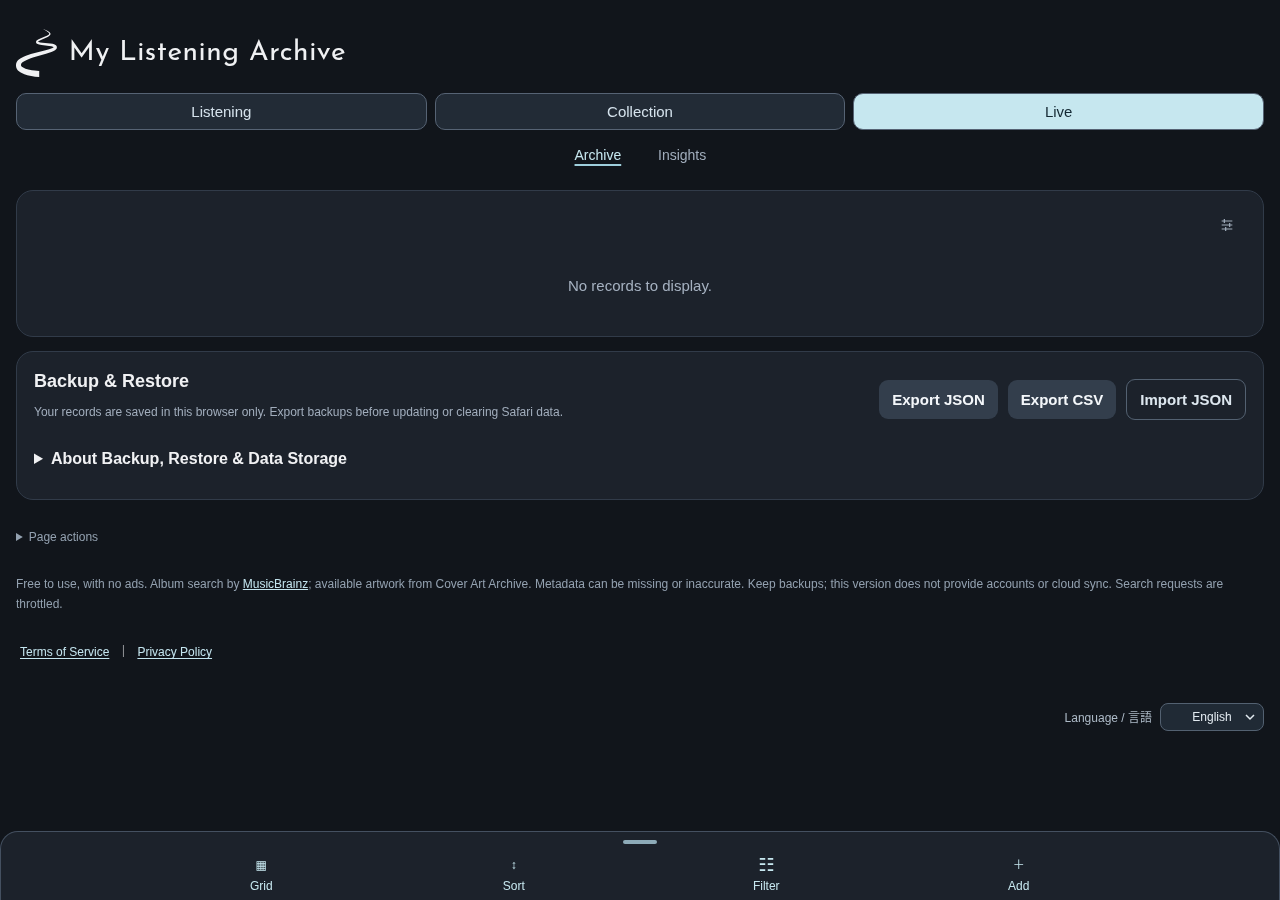 My Listening Archive
Listening
Collection
Live
Archive
Insights
No records to display.
Backup & Restore
Your records are saved in this browser only. Export backups before updating or clearing Safari data.
Export JSON
Export CSV
Import JSON
About Backup, Restore & Data Storage
Page actions
Free to use, with no ads. Album search by MusicBrainz; available artwork from Cover Art Archive. Metadata can be missing or inaccurate. Keep backups; this version does not provide accounts or cloud sync. Search requests are
throttled.
Terms of Service
Privacy Policy
Language / 言語
English
Grid
Sort
Filter
Add